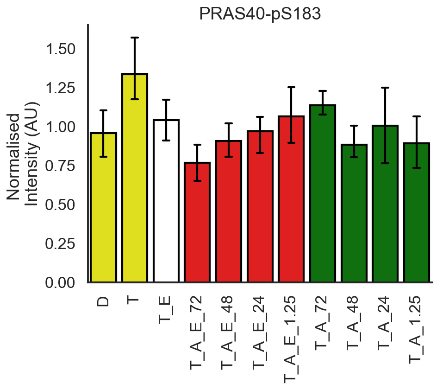 PRAS40-pS183
Normalised
Intensity (AU)
1.50
1.25
1.00
0.75
0.50
0.25
0.00
D
T
T_E
T_A_E_72
T_A_E_48
T_A_E_24
T_A_E_1.25
T_A_72
T_A_48
T_A_24
T_A_1.25